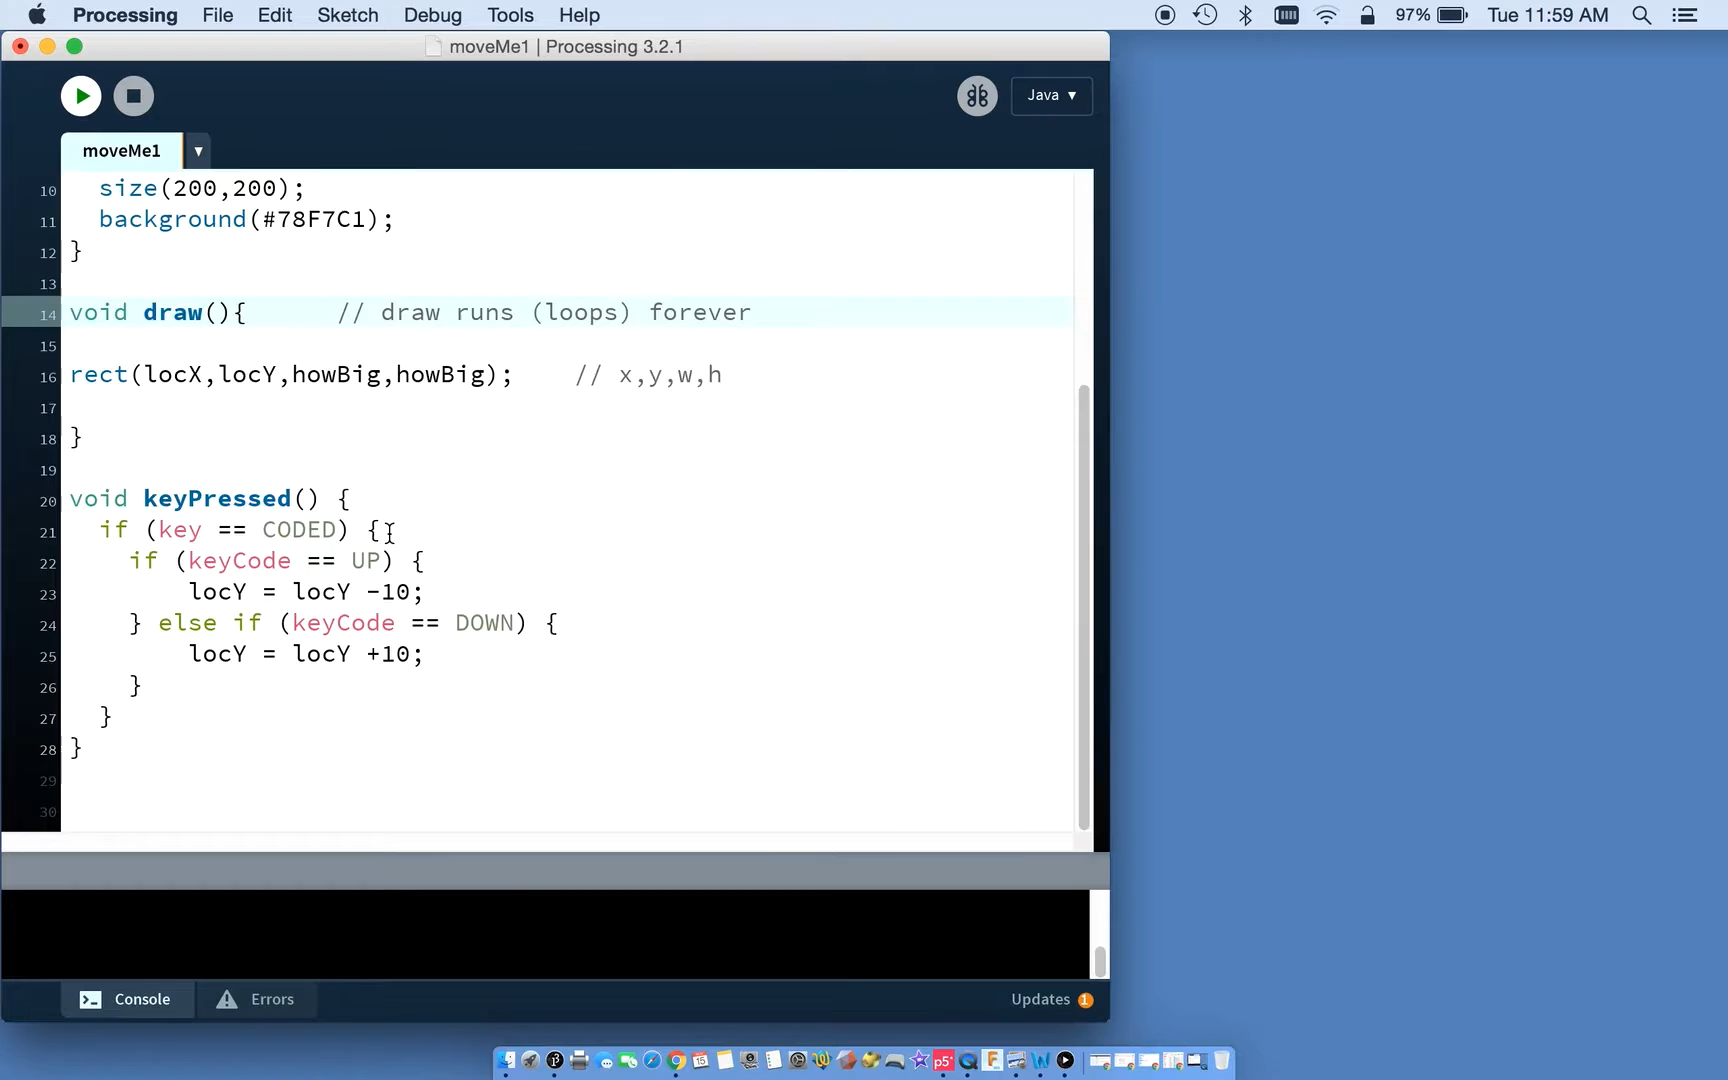 Processing File Edit Sketch Debug Tools Help 97% Tue 11:59 AM
moveMe1 | Processing 3.2.1
Java ▼
moveMe1 ▼
10 size(200,200);
11 background(#78F7C1);
12 }
13
14 void draw(){ // draw runs (loops) forever
15
16 rect(locX,locY,howBig,howBig); // x,y,w,h
17
18 }
19
20 void keyPressed() {
21 if (key == CODED) {
22 if (keyCode == UP) {
23 locY = locY -10;
24 } else if (keyCode == DOWN) {
25 locY = locY +10;
26 }
27 }
28 }
29
30
>_ Console Errors Updates 1
15 p5* F W